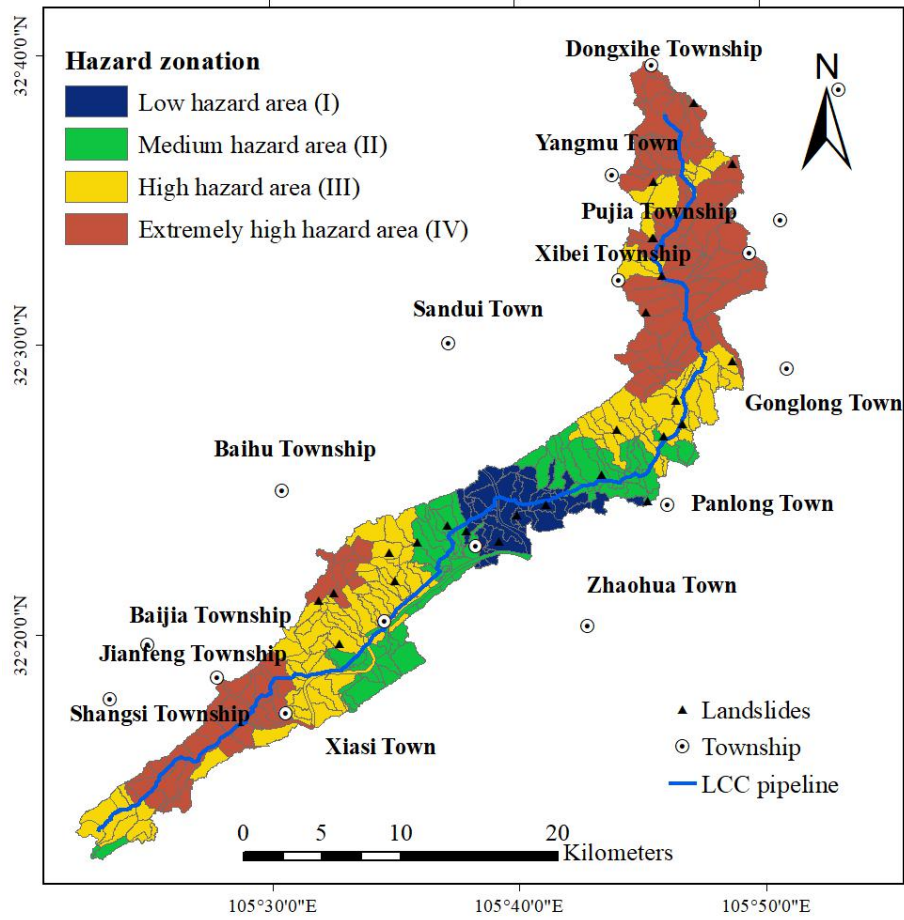 Hazard zonation
Low hazard area (I)
Medium hazard area (II)
High hazard area (III)
Extremely high hazard area (IV)
Dongxihe Township
N
Yangmu Town
Pujia Township
Xibei Township
Sandui Town
Gonglong Town
Baihu Township
Panlong Town
Zhaohua Town
Baijia Township
Jianfeng Township
Shangsi Township
Xiasi Town
Landslides
Township
LCC pipeline
0 5 10 20
Kilometers
32°40'0"N
32°30'0"N
32°20'0"N
105°30'0"E
105°40'0"E
105°50'0"E